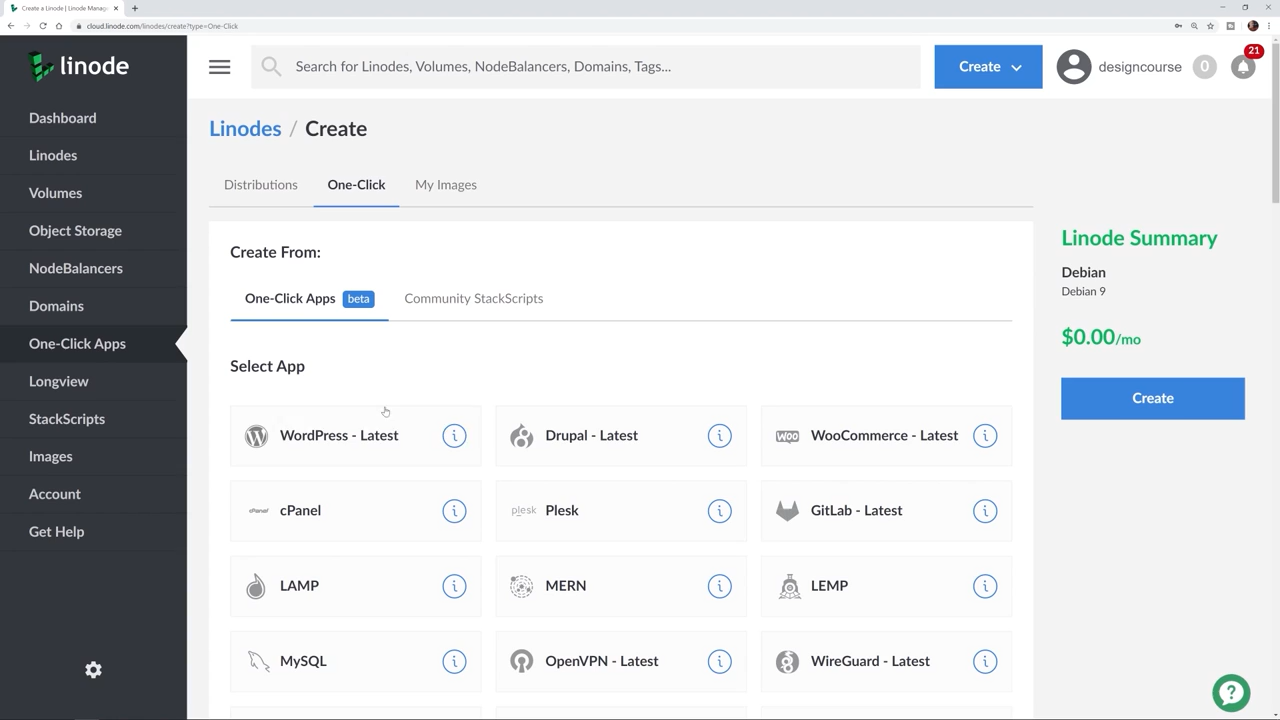 Create a Linode | Linode Manag
cloud.linode.com/linodes/create?type=One-Click
linode
Search for Linodes, Volumes, NodeBalancers, Domains, Tags...
Create
designcourse
0
21
Dashboard
Linodes
Volumes
Object Storage
NodeBalancers
Domains
One-Click Apps
Longview
StackScripts
Images
Account
Get Help
Linodes / Create
Distributions
One-Click
My Images
Create From:
One-Click Apps beta
Community StackScripts
Select App
WordPress - Latest
Drupal - Latest
WOO WooCommerce - Latest
cPanel cPanel
plesk Plesk
GitLab - Latest
LAMP
MERN
LEMP
MySQL
OpenVPN - Latest
WireGuard - Latest
Linode Summary
Debian
Debian 9
$0.00/mo
Create